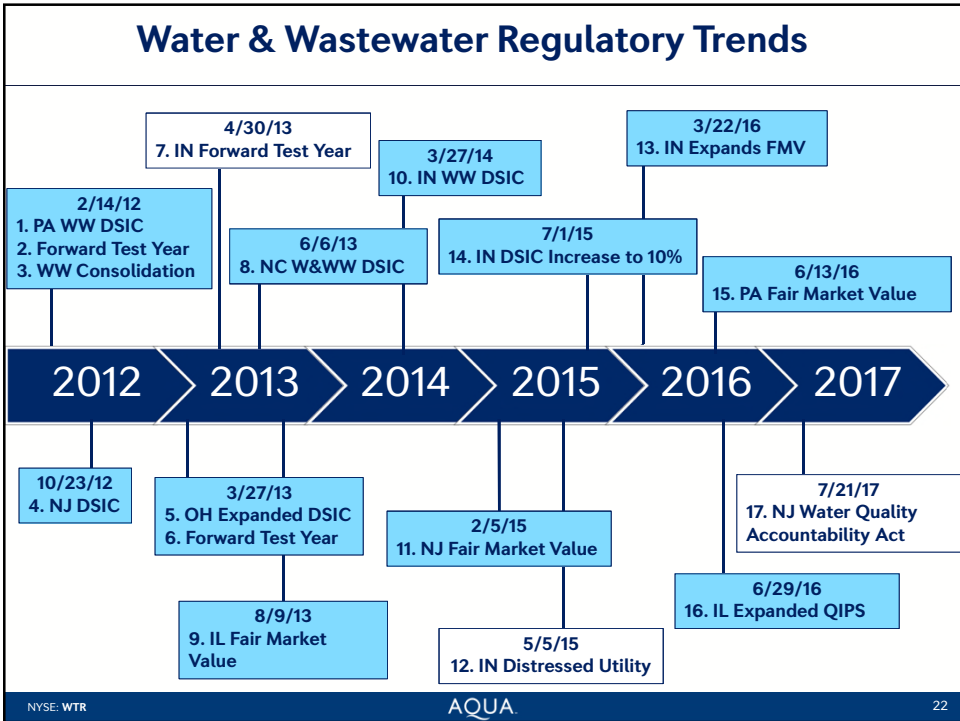 Water & Wastewater Regulatory Trends
4/30/13
7. IN Forward Test Year
3/22/16
13. IN Expands FMV
3/27/14
10. IN WW DSIC
2/14/12
1. PA WW DSIC
2. Forward Test Year
3. WW Consolidation
6/6/13
8. NC W&WW DSIC
7/1/15
14. IN DSIC Increase to 10%
6/13/16
15. PA Fair Market Value
2012
2013
2014
2015
2016
2017
10/23/12
4. NJ DSIC
3/27/13
5. OH Expanded DSIC
6. Forward Test Year
2/5/15
11. NJ Fair Market Value
7/21/17
17. NJ Water Quality
Accountability Act
8/9/13
9. IL Fair Market
Value
5/5/15
12. IN Distressed Utility
6/29/16
16. IL Expanded QIPS
NYSE: WTR
AQUA.
22